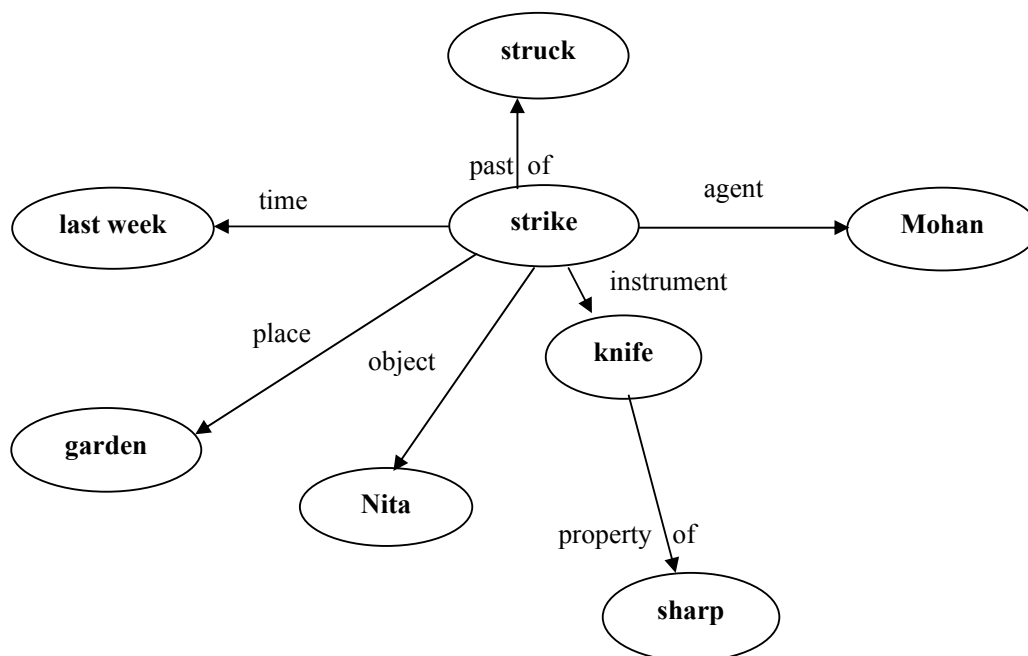 struck
past of
time
agent
last week
strike
Mohan
instrument
place
knife
object
garden
Nita
property of
sharp